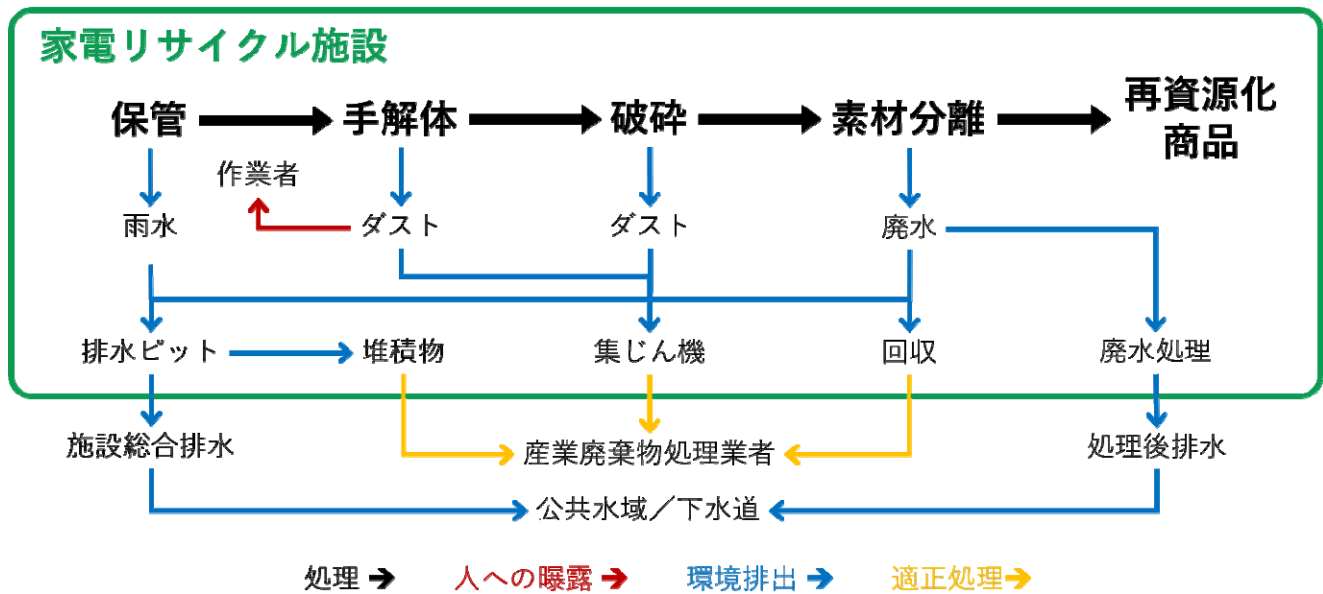 家電リサイクル施設
保管 手解体 破砕 素材分離 再資源化
商品
作業者
雨水 ダスト ダスト 廃水
排水ピット 堆積物 集じん機 回収 廃水処理
施設総合排水 産業廃棄物処理業者 処理後排水
公共水域／下水道
処理 人への曝露 環境排出 適正処理